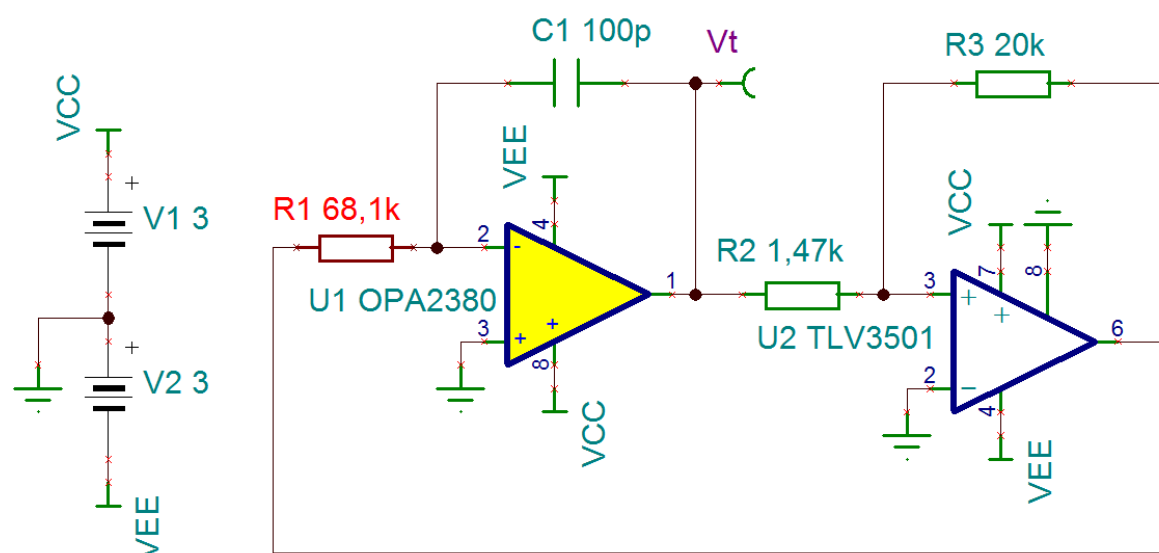 C1 100p
Vt
R3 20k
VCC
+
V1 3
+
V2 3
VEE
VEE
4
R1 68,1k
2
-
1
U1 OPA2380
3
+
+
8
VCC
R2 1,47k
VCC
7
8
3
+
+
U2 TLV3501
6
2
-
4
VEE